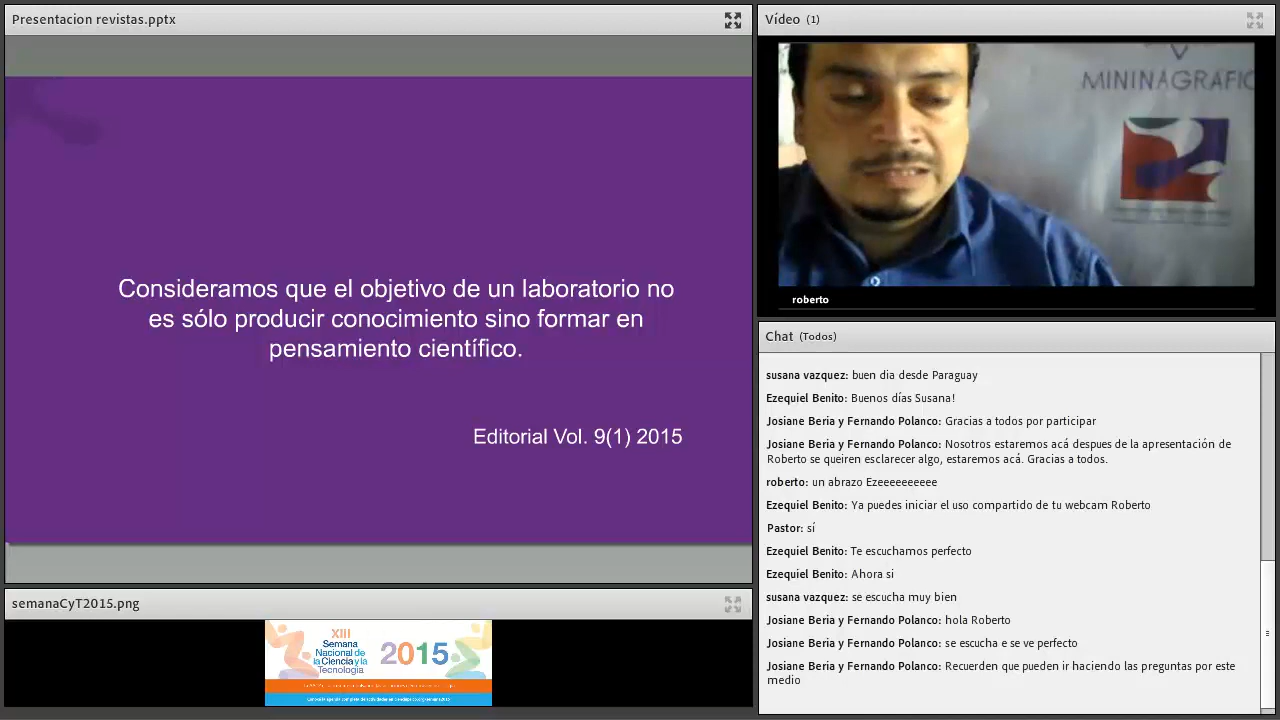 Presentacion revistas.pptx
Consideramos que el objetivo de un laboratorio no
es sólo producir conocimiento sino formar en
pensamiento científico.
Editorial Vol. 9(1) 2015
semanaCyT2015.png
XIII
Semana
Nacional de
la Ciencia y la
Tecnología
2015
Vídeo (1)
MININAGRAFIC
roberto
Chat (Todos)
susana vazquez: buen dia desde Paraguay
Ezequiel Benito: Buenos días Susana!
Josiane Beria y Fernando Polanco: Gracias a todos por participar
Josiane Beria y Fernando Polanco: Nosotros estaremos acá despues de la apresentación de
Roberto se queiren esclarecer algo, estaremos acá. Gracias a todos.
roberto: un abrazo Ezeeeeeeeeee
Ezequiel Benito: Ya puedes iniciar el uso compartido de tu webcam Roberto
Pastor: sí
Ezequiel Benito: Te escuchamos perfecto
Ezequiel Benito: Ahora si
susana vazquez: se escucha muy bien
Josiane Beria y Fernando Polanco: hola Roberto
Josiane Beria y Fernando Polanco: se escucha e se ve perfecto
Josiane Beria y Fernando Polanco: Recuerden que pueden ir haciendo las preguntas por este
medio